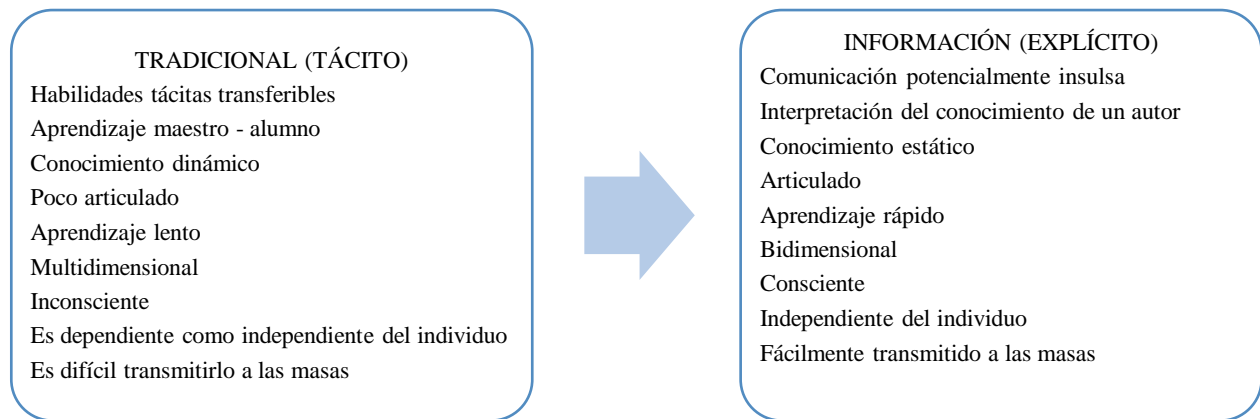 TRADICIONAL (TÁCITO)
Habilidades tácitas transferibles
Aprendizaje maestro - alumno
Conocimiento dinámico
Poco articulado
Aprendizaje lento
Multidimensional
Inconsciente
Es dependiente como independiente del individuo
Es difícil transmitirlo a las masas
INFORMACIÓN (EXPLÍCITO)
Comunicación potencialmente insulsa
Interpretación del conocimiento de un autor
Conocimiento estático
Articulado
Aprendizaje rápido
Bidimensional
Consciente
Independiente del individuo
Fácilmente transmitido a las masas